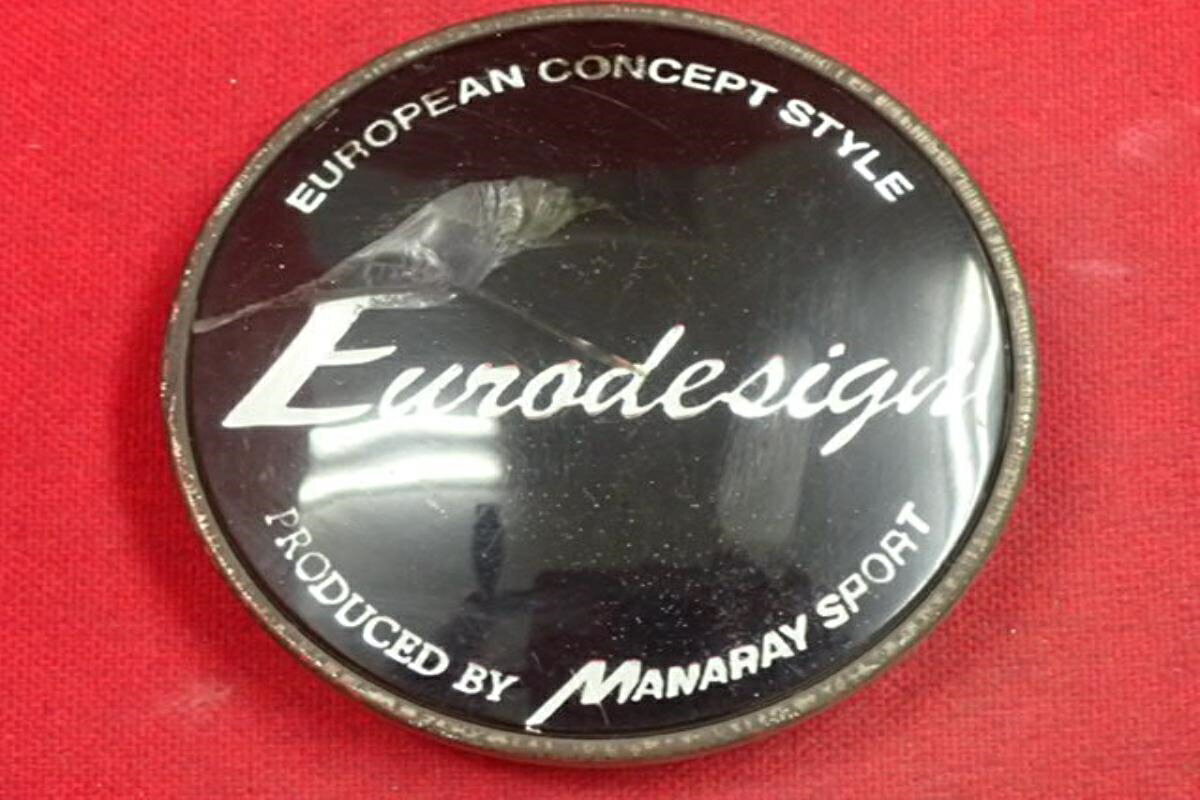 EUROPEAN CONCEPT STYLE
Eurodesign
PRODUCED BY MANARAY SPORT